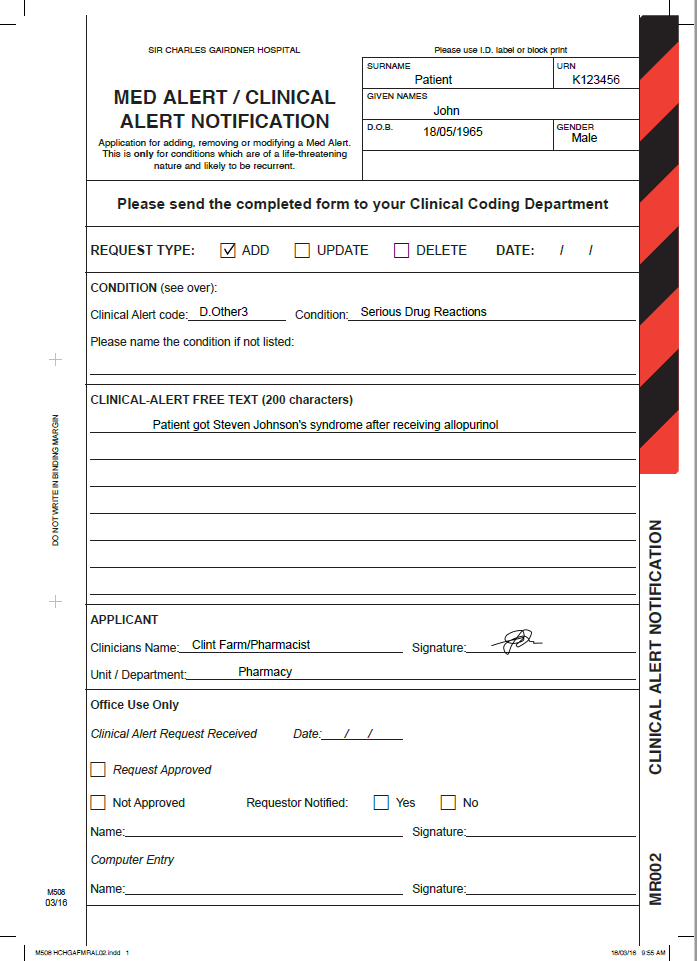 SIR CHARLES GAIRDNER HOSPITAL
Please use I.D. label or block print
MED ALERT / CLINICAL
ALERT NOTIFICATION
Application for adding, removing or modifying a Med Alert.
This is only for conditions which are of a life-threatening
nature and likely to be recurrent.
SURNAME
Patient
URN
K123456
GIVEN NAMES
John
D.O.B. 18/05/1965
GENDER
Male
Please send the completed form to your Clinical Coding Department
REQUEST TYPE: ADD UPDATE DELETE DATE: / /
CONDITION (see over):
Clinical Alert code: D.Other3 Condition: Serious Drug Reactions
Please name the condition if not listed:
CLINICAL-ALERT FREE TEXT (200 characters)
Patient got Steven Johnson's syndrome after receiving allopurinol
APPLICANT
Clinicians Name: Clint Farm/Pharmacist Signature:
Unit / Department: Pharmacy
Office Use Only
Clinical Alert Request Received Date: / /
Request Approved
Not Approved Requestor Notified: Yes No
Name: Signature:
Computer Entry
Name: Signature:
DO NOT WRITE IN BINDING MARGIN
CLINICAL ALERT NOTIFICATION
MR002
M508
03/16
M508 HCHGAFMRAL02.indd 1
18/03/16 9:55 AM